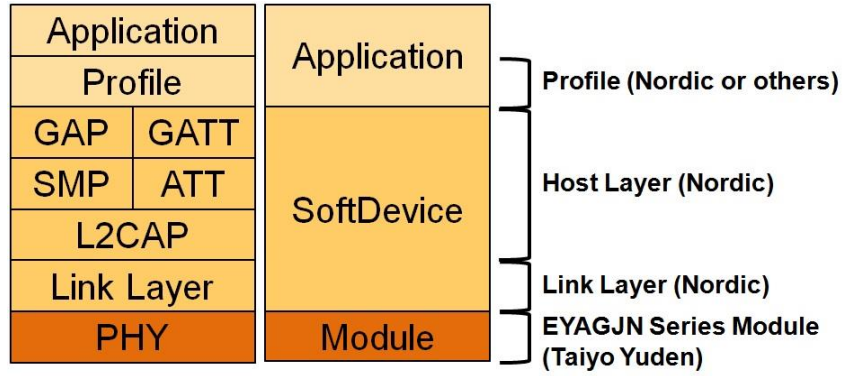 Application
Profile
GAP GATT
SMP ATT
L2CAP
Link Layer
PHY
Application
SoftDevice
Module
Profile (Nordic or others)
Host Layer (Nordic)
Link Layer (Nordic)
EYAGJN Series Module
(Taiyo Yuden)